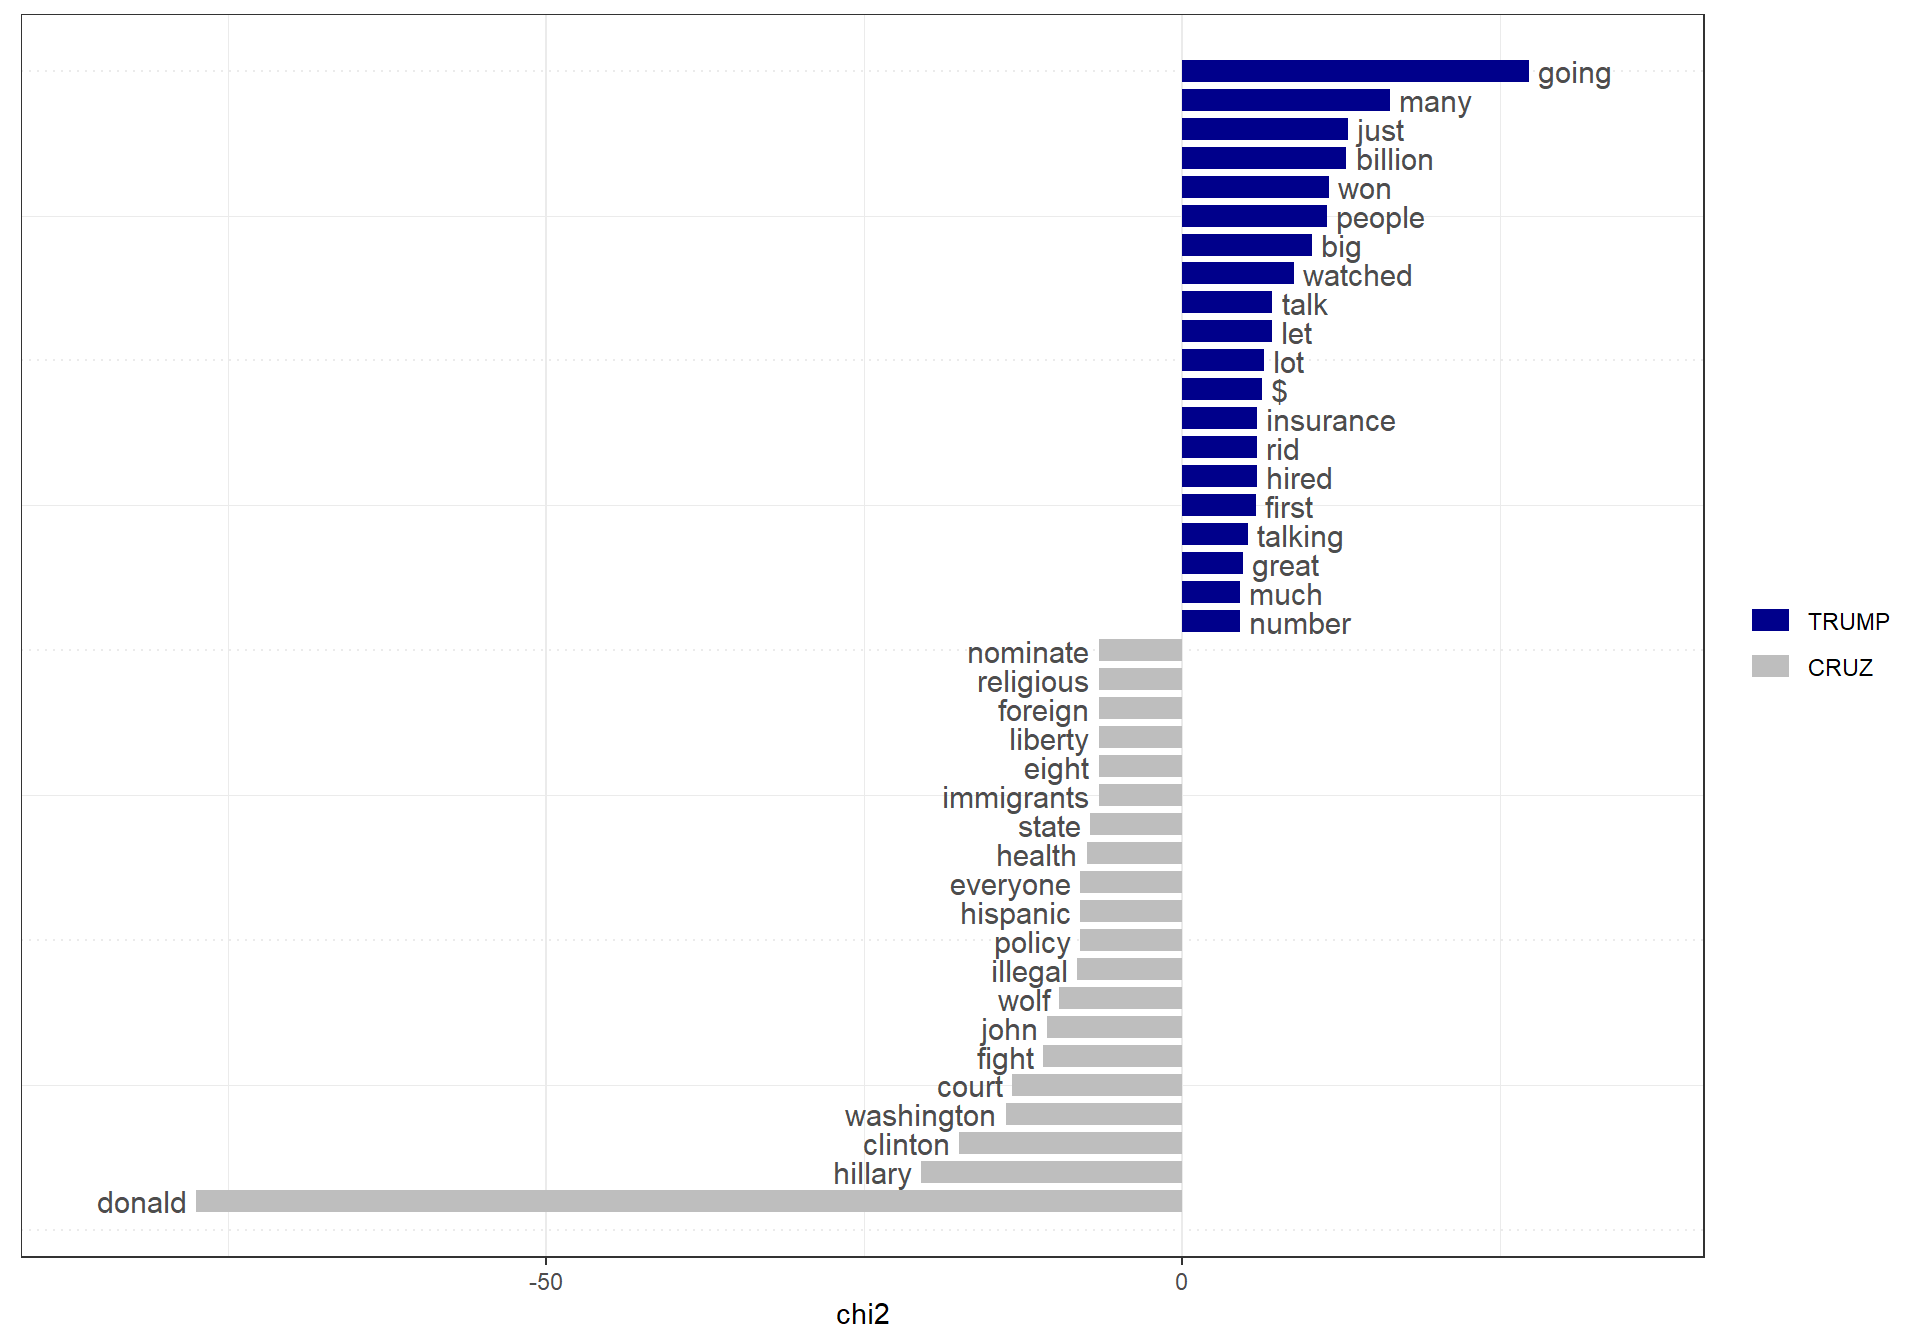 going
many
just
billion
won
people
big
watched
talk
let
lot
$
insurance
rid
hired
first
talking
great
much
number
nominate
religious
foreign
liberty
eight
immigrants
state
health
everyone
hispanic
policy
illegal
wolf
john
fight
court
washington
clinton
hillary
donald
-50 0
chi2
TRUMP
CRUZ